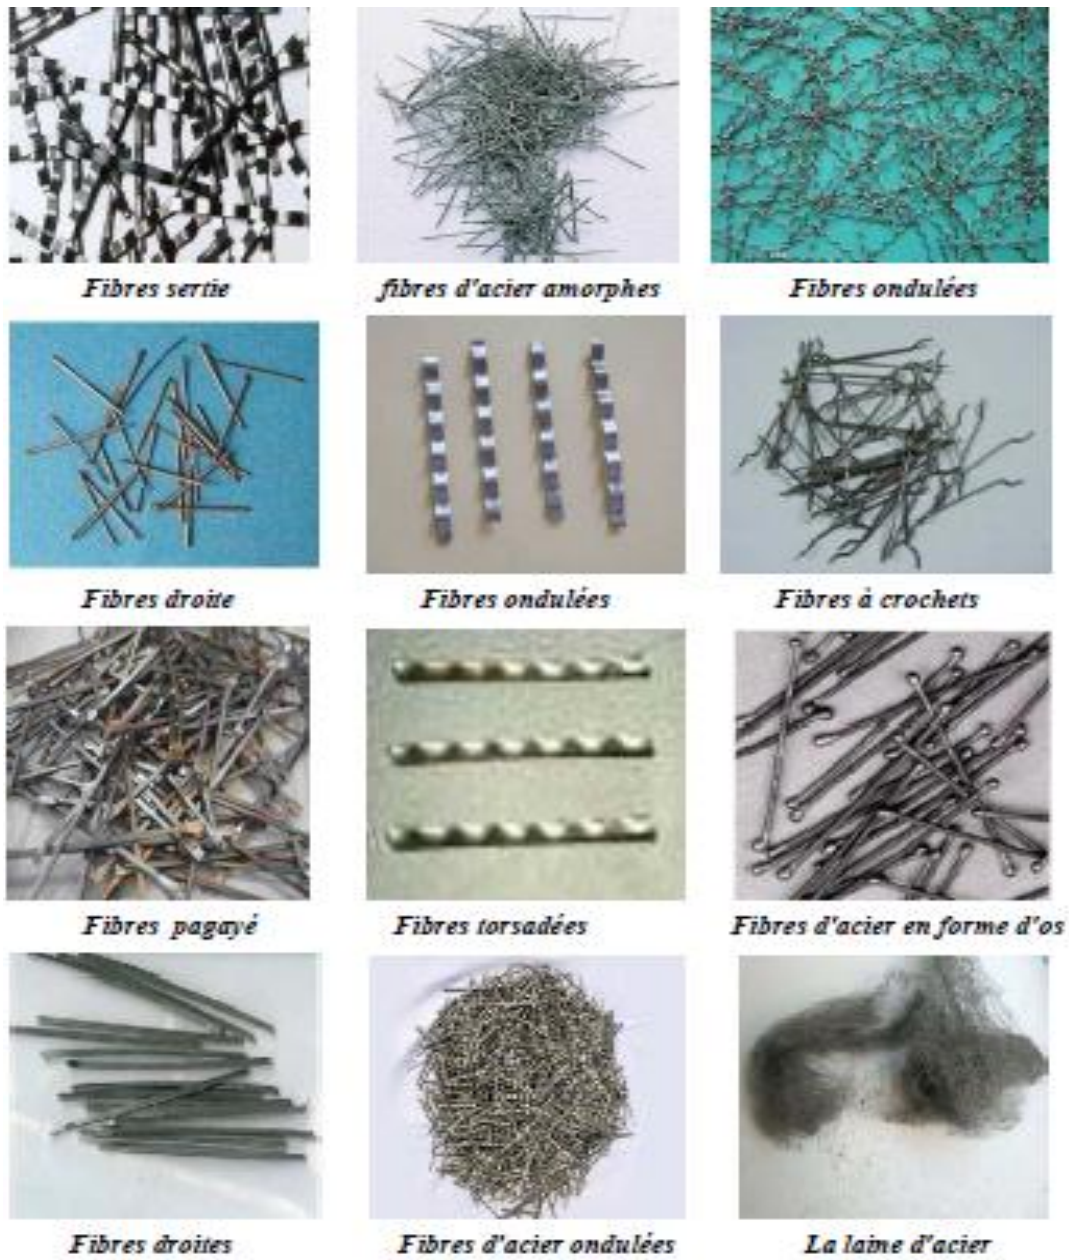 Fibres sertie
fibres d'acier amorphes
Fibres ondulées
Fibres droite
Fibres ondulées
Fibres à crochets
Fibres pagayé
Fibres torsadées
Fibres d'acier en forme d'os
Fibres droites
Fibres d'acier ondulées
La laine d'acier